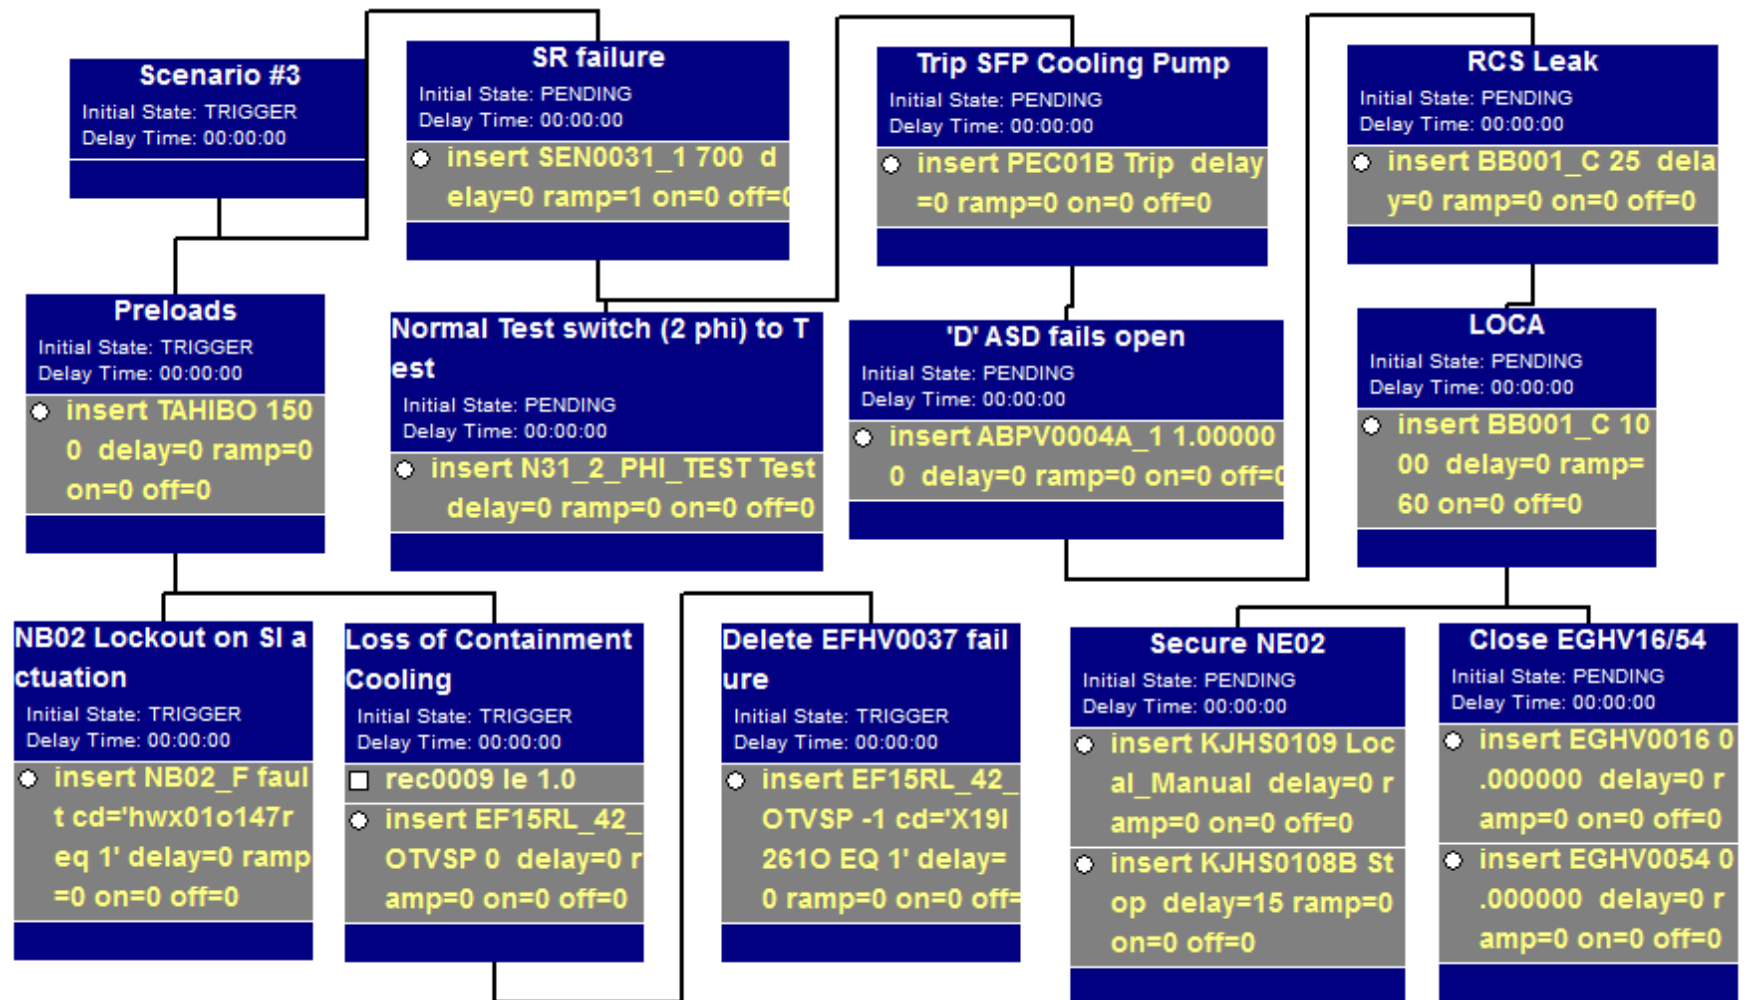 Scenario #3
Initial State: TRIGGER
Delay Time: 00:00:00
SR failure
Initial State: PENDING
Delay Time: 00:00:00
insert SEN0031_1 700 d
elay=0 ramp=1 on=0 off=0
Trip SFP Cooling Pump
Initial State: PENDING
Delay Time: 00:00:00
insert PEC01B Trip delay
=0 ramp=0 on=0 off=0
RCS Leak
Initial State: PENDING
Delay Time: 00:00:00
insert BB001_C 25 dela
y=0 ramp=0 on=0 off=0
Preloads
Initial State: TRIGGER
Delay Time: 00:00:00
insert TAHIBO 150
0 delay=0 ramp=0
on=0 off=0
Normal Test switch (2 phi) to T
est
Initial State: PENDING
Delay Time: 00:00:00
insert N31_2_PHI_TEST Test
delay=0 ramp=0 on=0 off=0
'D' ASD fails open
Initial State: PENDING
Delay Time: 00:00:00
insert ABPV0004A_1 1.00000
0 delay=0 ramp=0 on=0 off=0
LOCA
Initial State: PENDING
Delay Time: 00:00:00
insert BB001_C 10
00 delay=0 ramp=
60 on=0 off=0
NB02 Lockout on SI a
ctuation
Initial State: TRIGGER
Delay Time: 00:00:00
insert NB02_F faul
t cd='hwx01o147r
eq 1' delay=0 ramp
=0 on=0 off=0
Loss of Containment
Cooling
Initial State: TRIGGER
Delay Time: 00:00:00
rec0009 le 1.0
insert EF15RL_42_
OTVSP 0 delay=0 r
amp=0 on=0 off=0
Delete EFHV0037 fail
ure
Initial State: TRIGGER
Delay Time: 00:00:00
insert EF15RL_42_
OTVSP -1 cd='X19I
261O EQ 1' delay=
0 ramp=0 on=0 off=
Secure NE02
Initial State: PENDING
Delay Time: 00:00:00
insert KJHS0109 Loc
al_Manual delay=0 r
amp=0 on=0 off=0
insert KJHS0108B St
op delay=15 ramp=0
on=0 off=0
Close EGHV16/54
Initial State: PENDING
Delay Time: 00:00:00
insert EGHV0016 0
.000000 delay=0 r
amp=0 on=0 off=0
insert EGHV0054 0
.000000 delay=0 r
amp=0 on=0 off=0